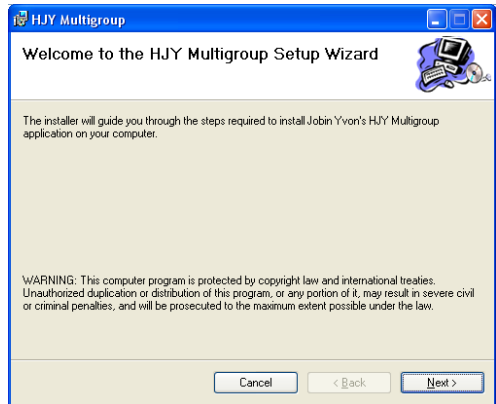 HJY Multigroup
Welcome to the HJY Multigroup Setup Wizard
The installer will guide you through the steps required to install Jobin Yvon's HJY Multigroup
application on your computer.
WARNING: This computer program is protected by copyright law and international treaties.
Unauthorized duplication or distribution of this program, or any portion of it, may result in severe civil
or criminal penalties, and will be prosecuted to the maximum extent possible under the law.
Cancel < Back Next >